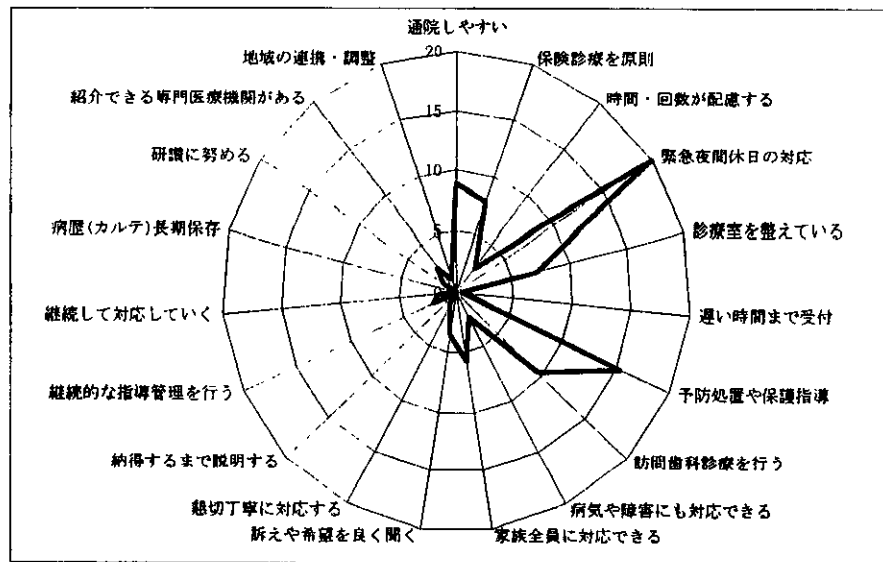 通院しやすい
保険診療を原則
時間・回数が配慮する
緊急夜間休日の対応
診療室を整えている
遅い時間まで受付
予防処置や保護指導
訪問歯科診療を行う
病気や障害にも対応できる
家族全員に対応できる
訴えや希望を良く聞く
懇切丁寧に対応する
納得するまで説明する
継続的な指導管理を行う
継続して対応していく
病歴(カルテ)長期保存
研讃に努める
紹介できる専門医療機関がある
地域の連携・調整
20
15
10
5
0